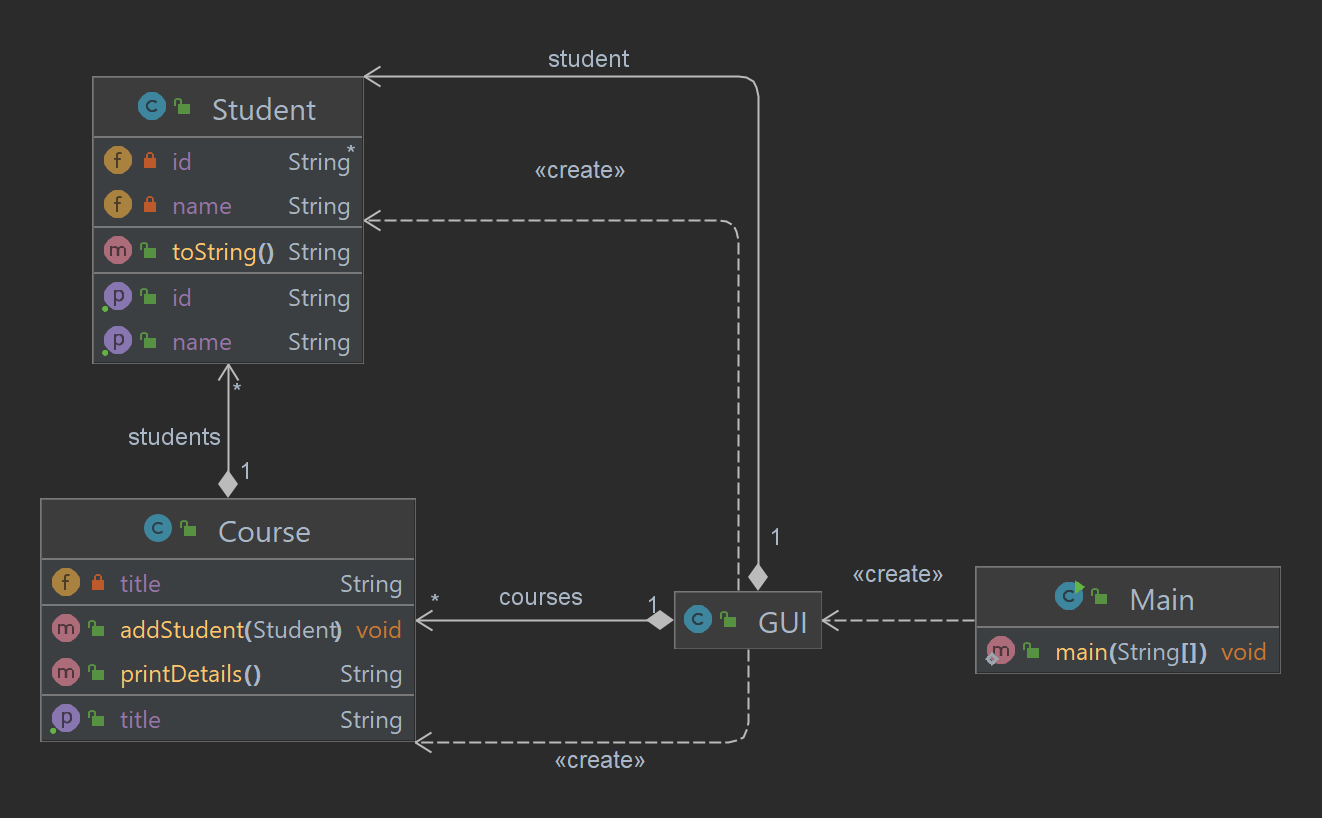 student
C Student
f id String *
f name String
m toString() String
p id String
p name String
«create»
*
students
1
C Course
f title String
m addStudent(Student) void
m printDetails() String
p title String
* courses 1
1
C GUI
«create»
C Main
m main(String[]) void
«create»